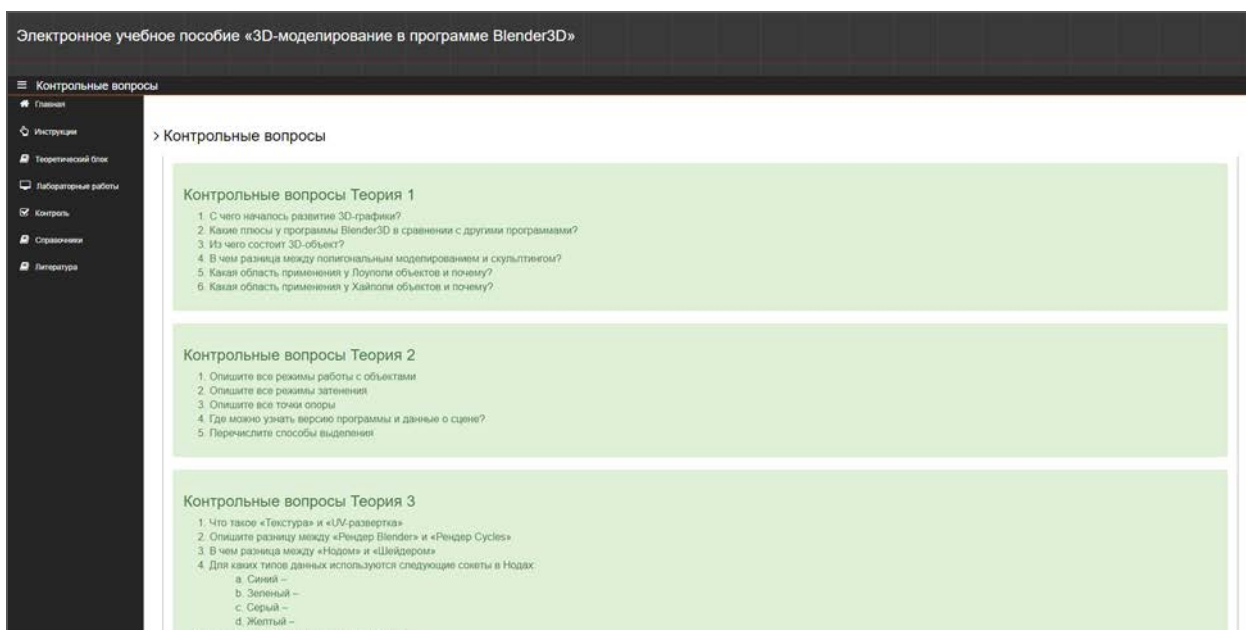 Электронное учебное пособие «3D-моделирование в программе Blender3D»
Контрольные вопросы
Главная
Инструкции
Теоретический блок
Лабораторные работы
Контроль
Справочники
Литература
Контрольные вопросы
Контрольные вопросы Теория 1
1. С чего началось развитие 3D-графики?
2. Какие плюсы у программы Blender3D в сравнении с другими программами?
3. Из чего состоит 3D-объект?
4. В чем разница между полигональным моделированием и скульптингом?
5. Какая область применения у Лоуполи объектов и почему?
6. Какая область применения у Хайполи объектов и почему?
Контрольные вопросы Теория 2
1. Опишите все режимы работы с объектами
2. Опишите все режимы затенения
3. Опишите все точки опоры
4. Где можно узнать версию программы и данные о сцене?
5. Перечислите способы выделения
Контрольные вопросы Теория 3
1. Что такое «Текстура» и «UV-развертка»
2. Опишите разницу между «Рендер Blender» и «Рендер Cycles»
3. В чем разница между «Нодом» и «Шейдером»
4. Для каких типов данных используются следующие сокеты в Нодах
a. Синий –
b. Зеленый –
c. Серый –
d. Желтый –